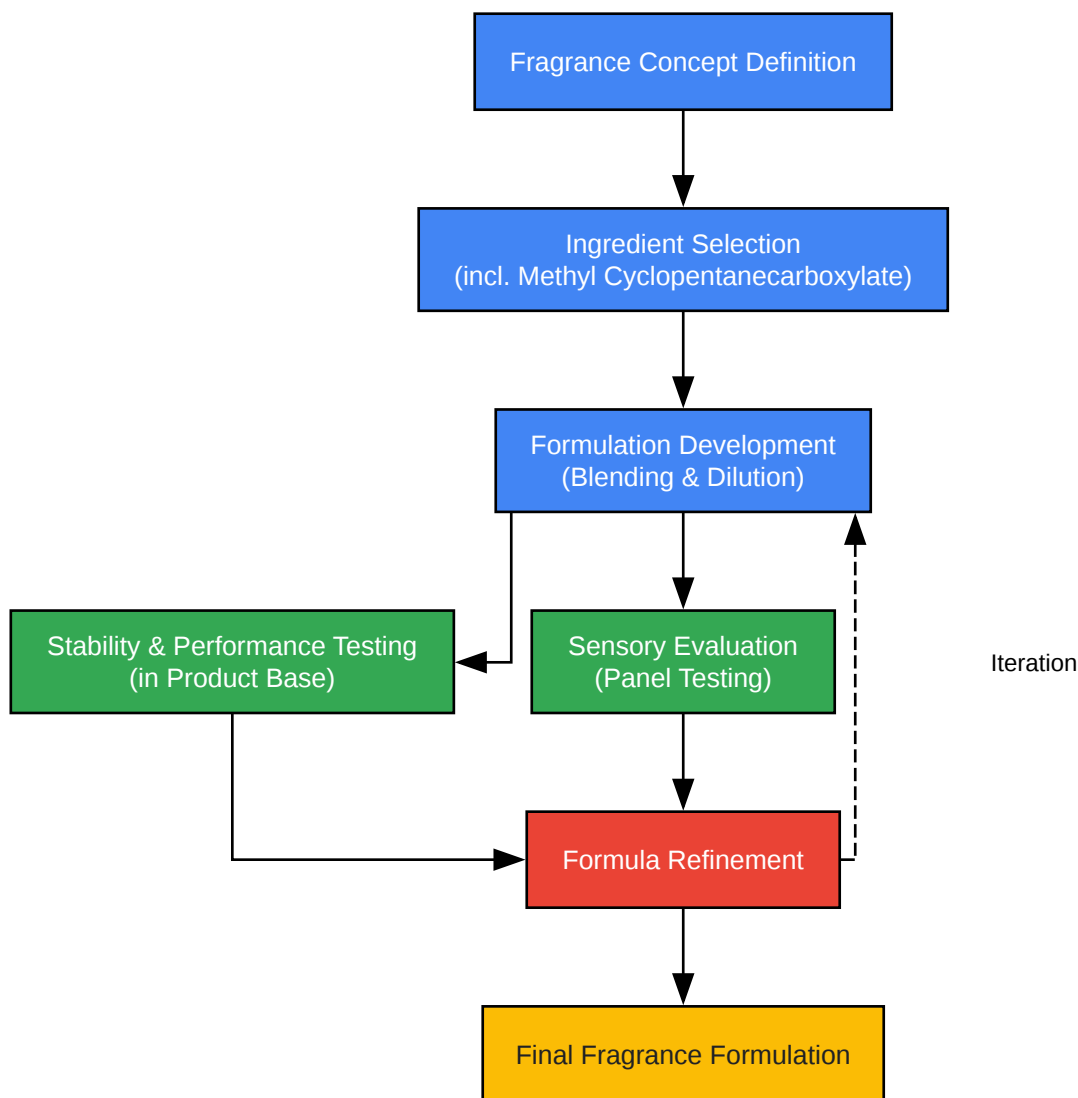 Fragrance Concept Definition
Ingredient Selection
(incl. Methyl Cyclopentanecarboxylate)
Formulation Development
(Blending & Dilution)
Stability & Performance Testing
(in Product Base)
Sensory Evaluation
(Panel Testing)
Iteration
Formula Refinement
Final Fragrance Formulation